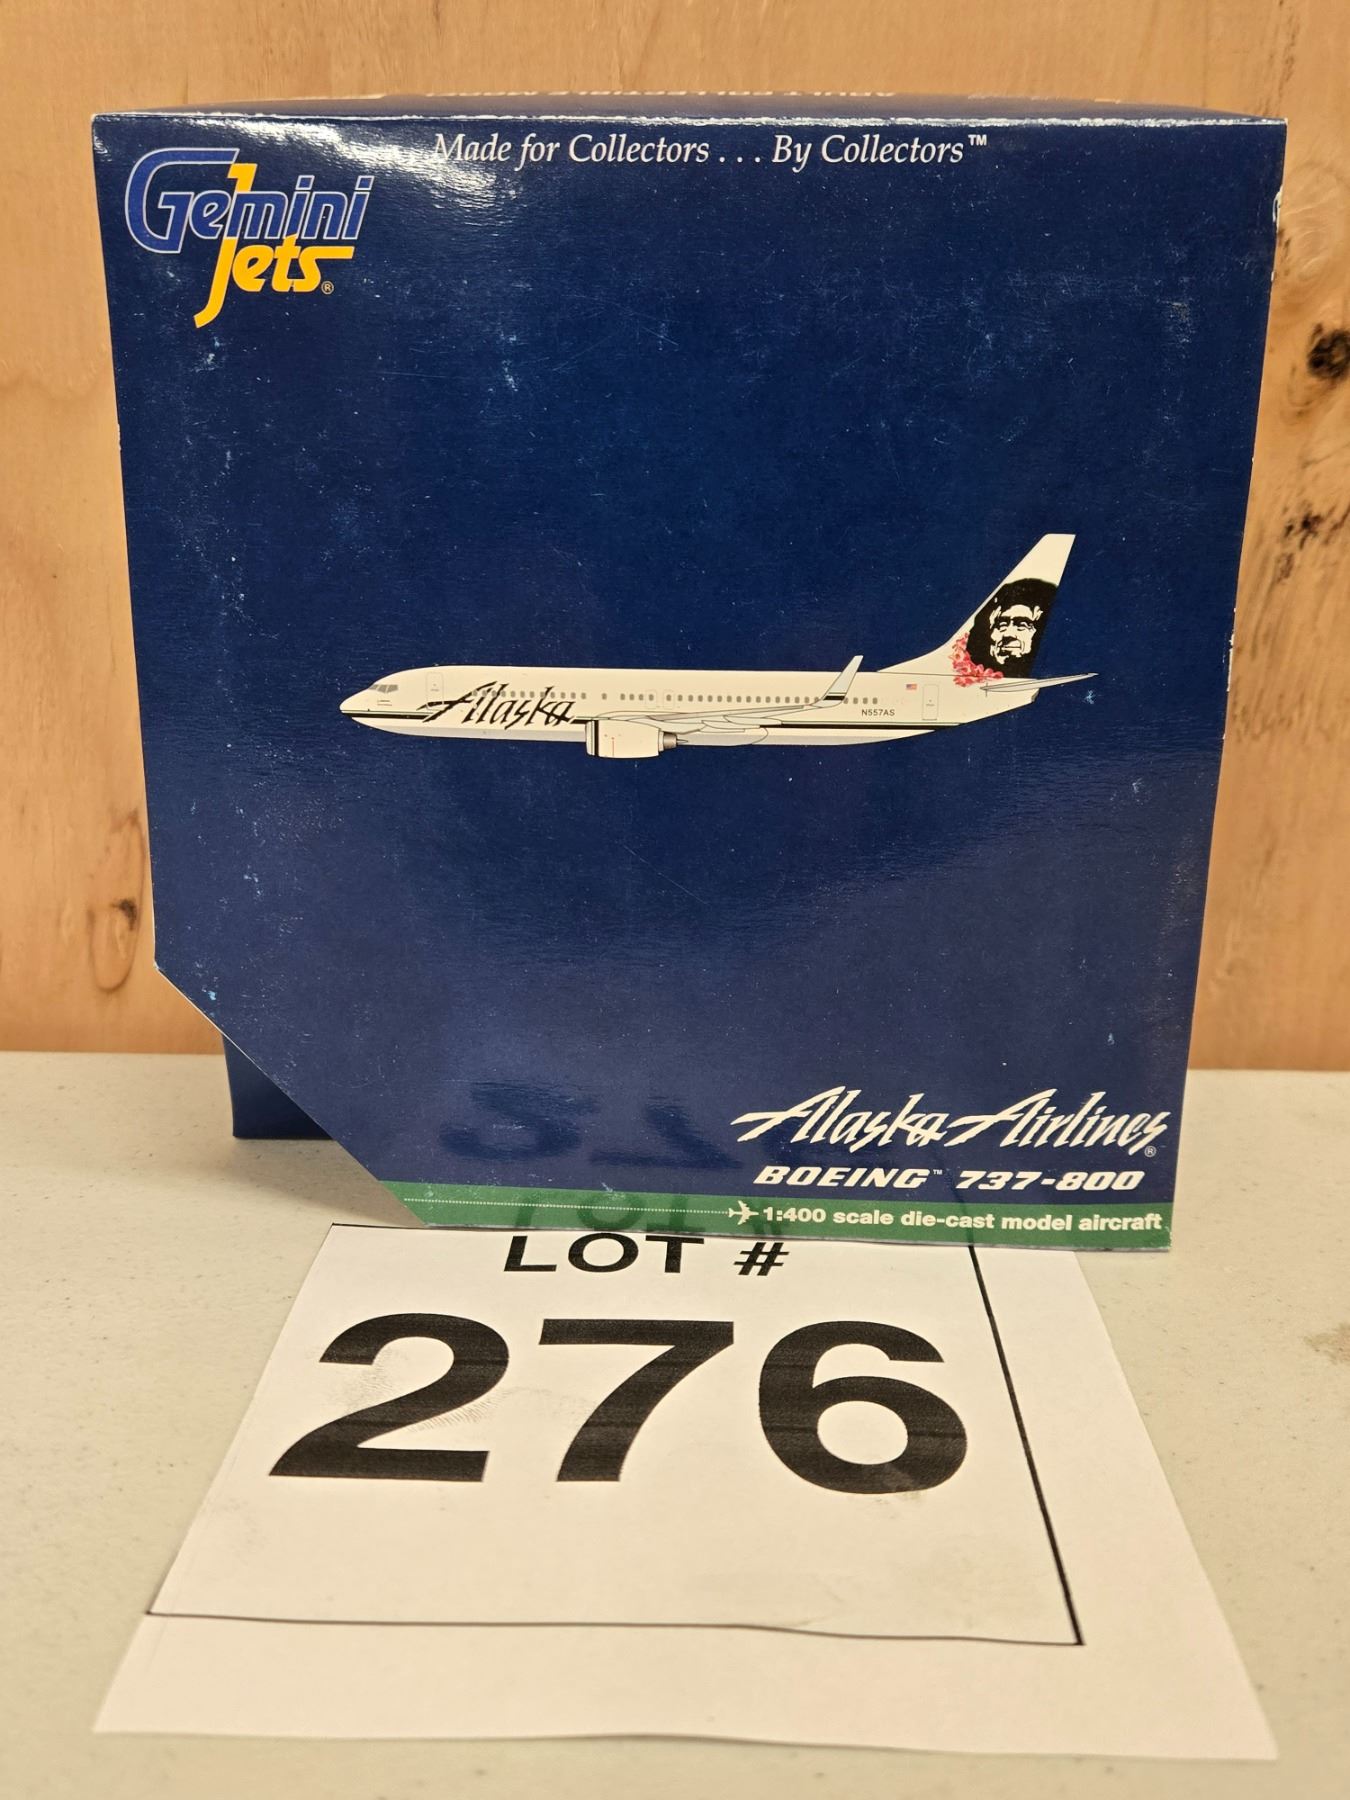 Made for Collectors . . . By Collectors™
Gemini
Jets®
Alaska
N557AS
Alaska Airlines®
BOEING™ 737-800
1:400 scale die-cast model aircraft
LOT #
276